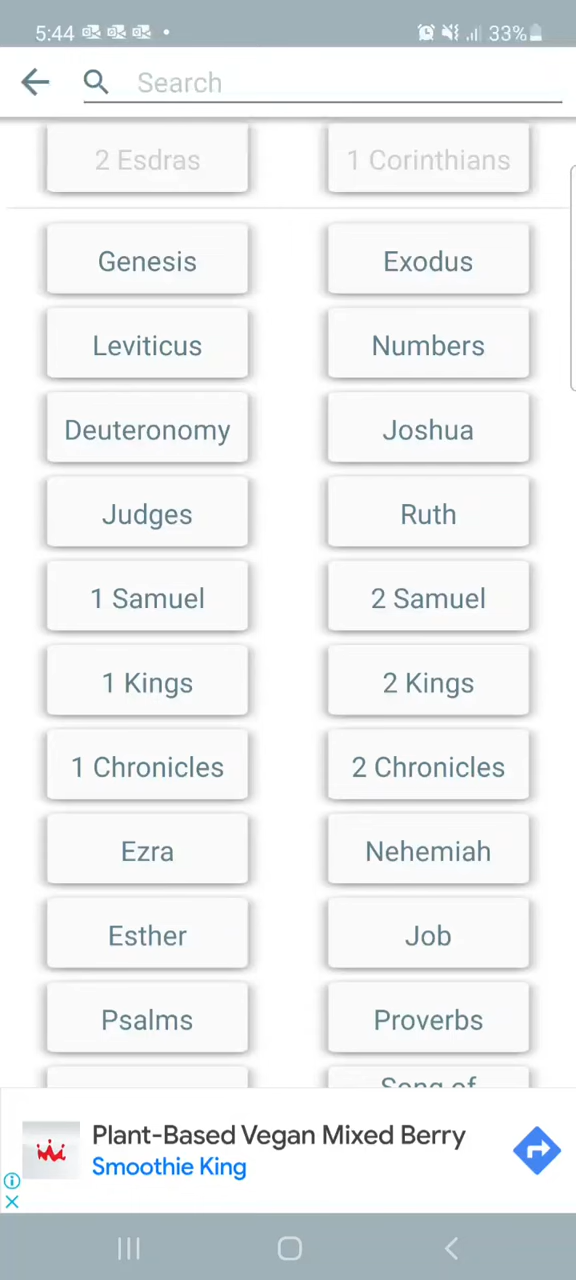 5:44 33%
Search
2 Esdras 1 Corinthians
Genesis Exodus
Leviticus Numbers
Deuteronomy Joshua
Judges Ruth
1 Samuel 2 Samuel
1 Kings 2 Kings
1 Chronicles 2 Chronicles
Ezra Nehemiah
Esther Job
Psalms Proverbs
Song of
Plant-Based Vegan Mixed Berry
Smoothie King